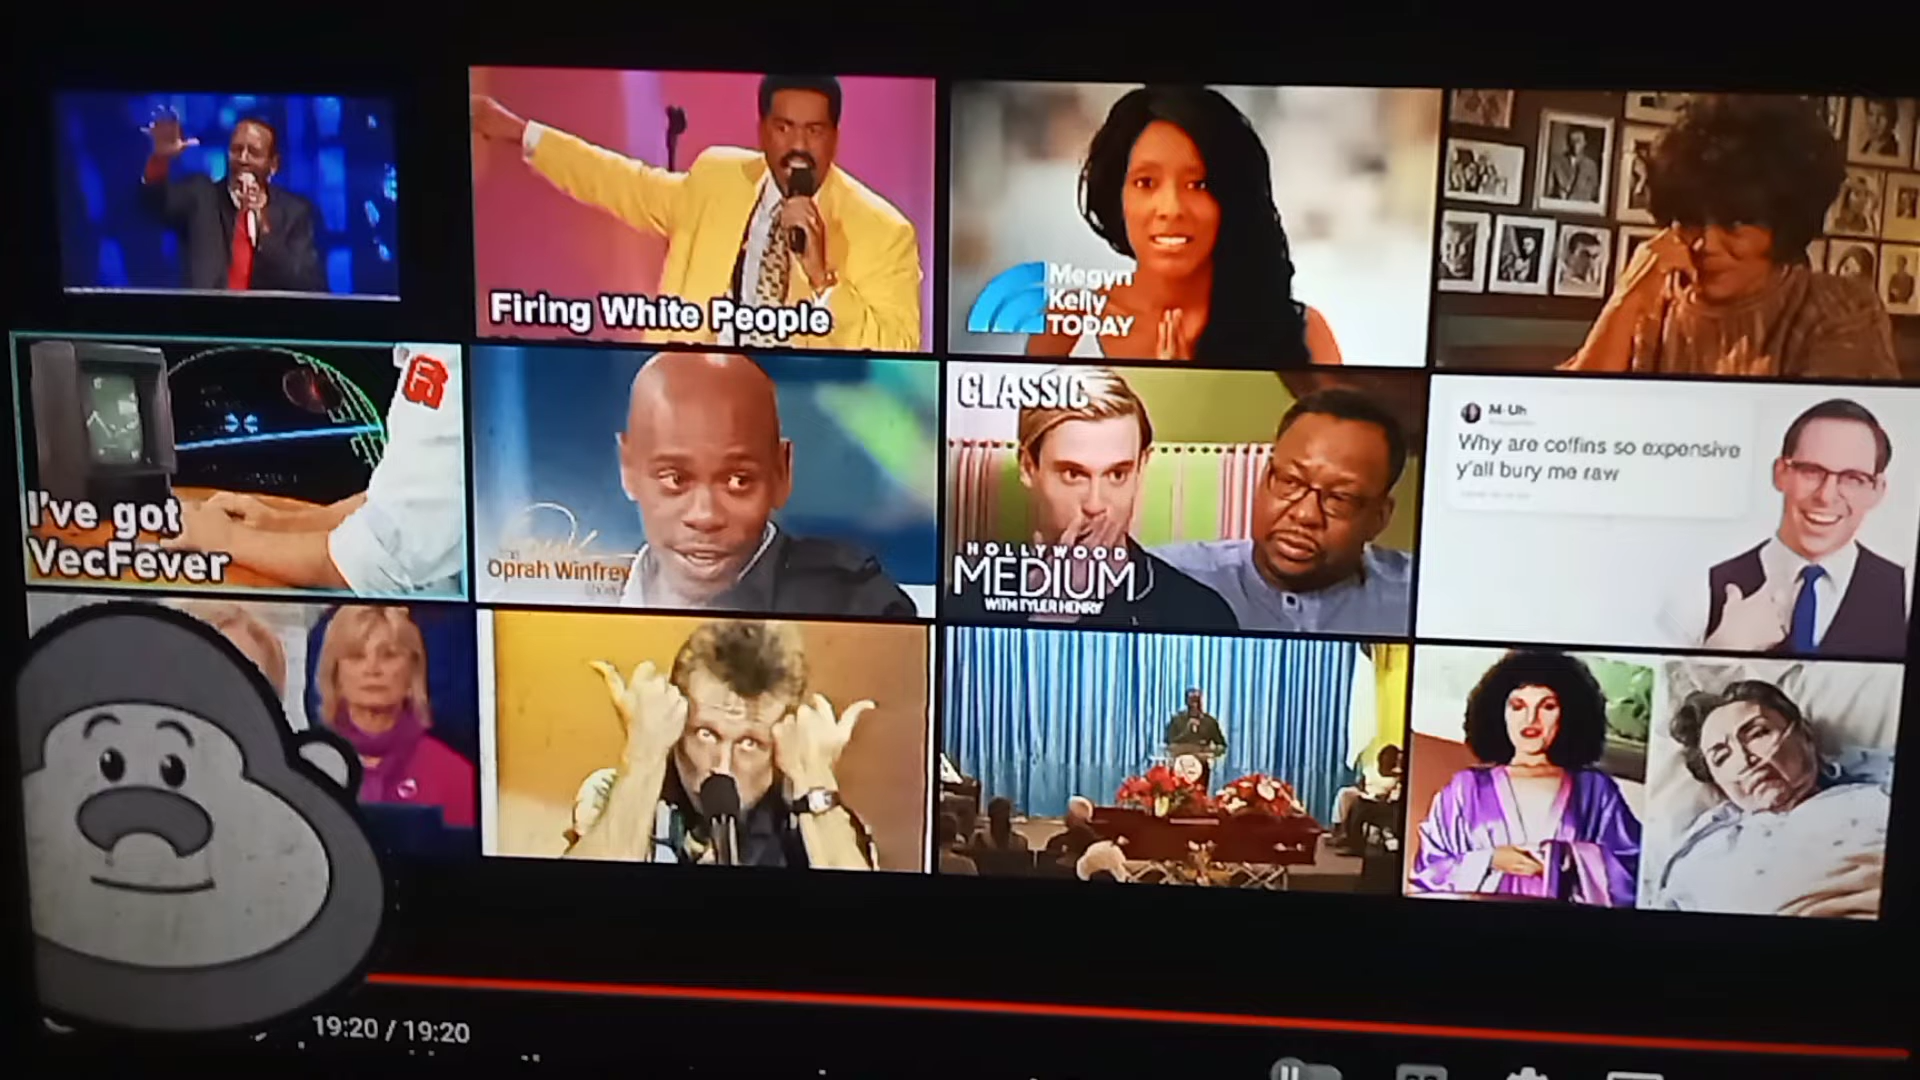 Firing White People
Megyn
Kelly
TODAY
I've got
VecFever
Oprah Winfrey
CLASSIC
HOLLYWOOD
MEDIUM
WITH TYLER HENRY
M-Uh
Why are coffins so expensive
y'all bury me raw
19:20 / 19:20